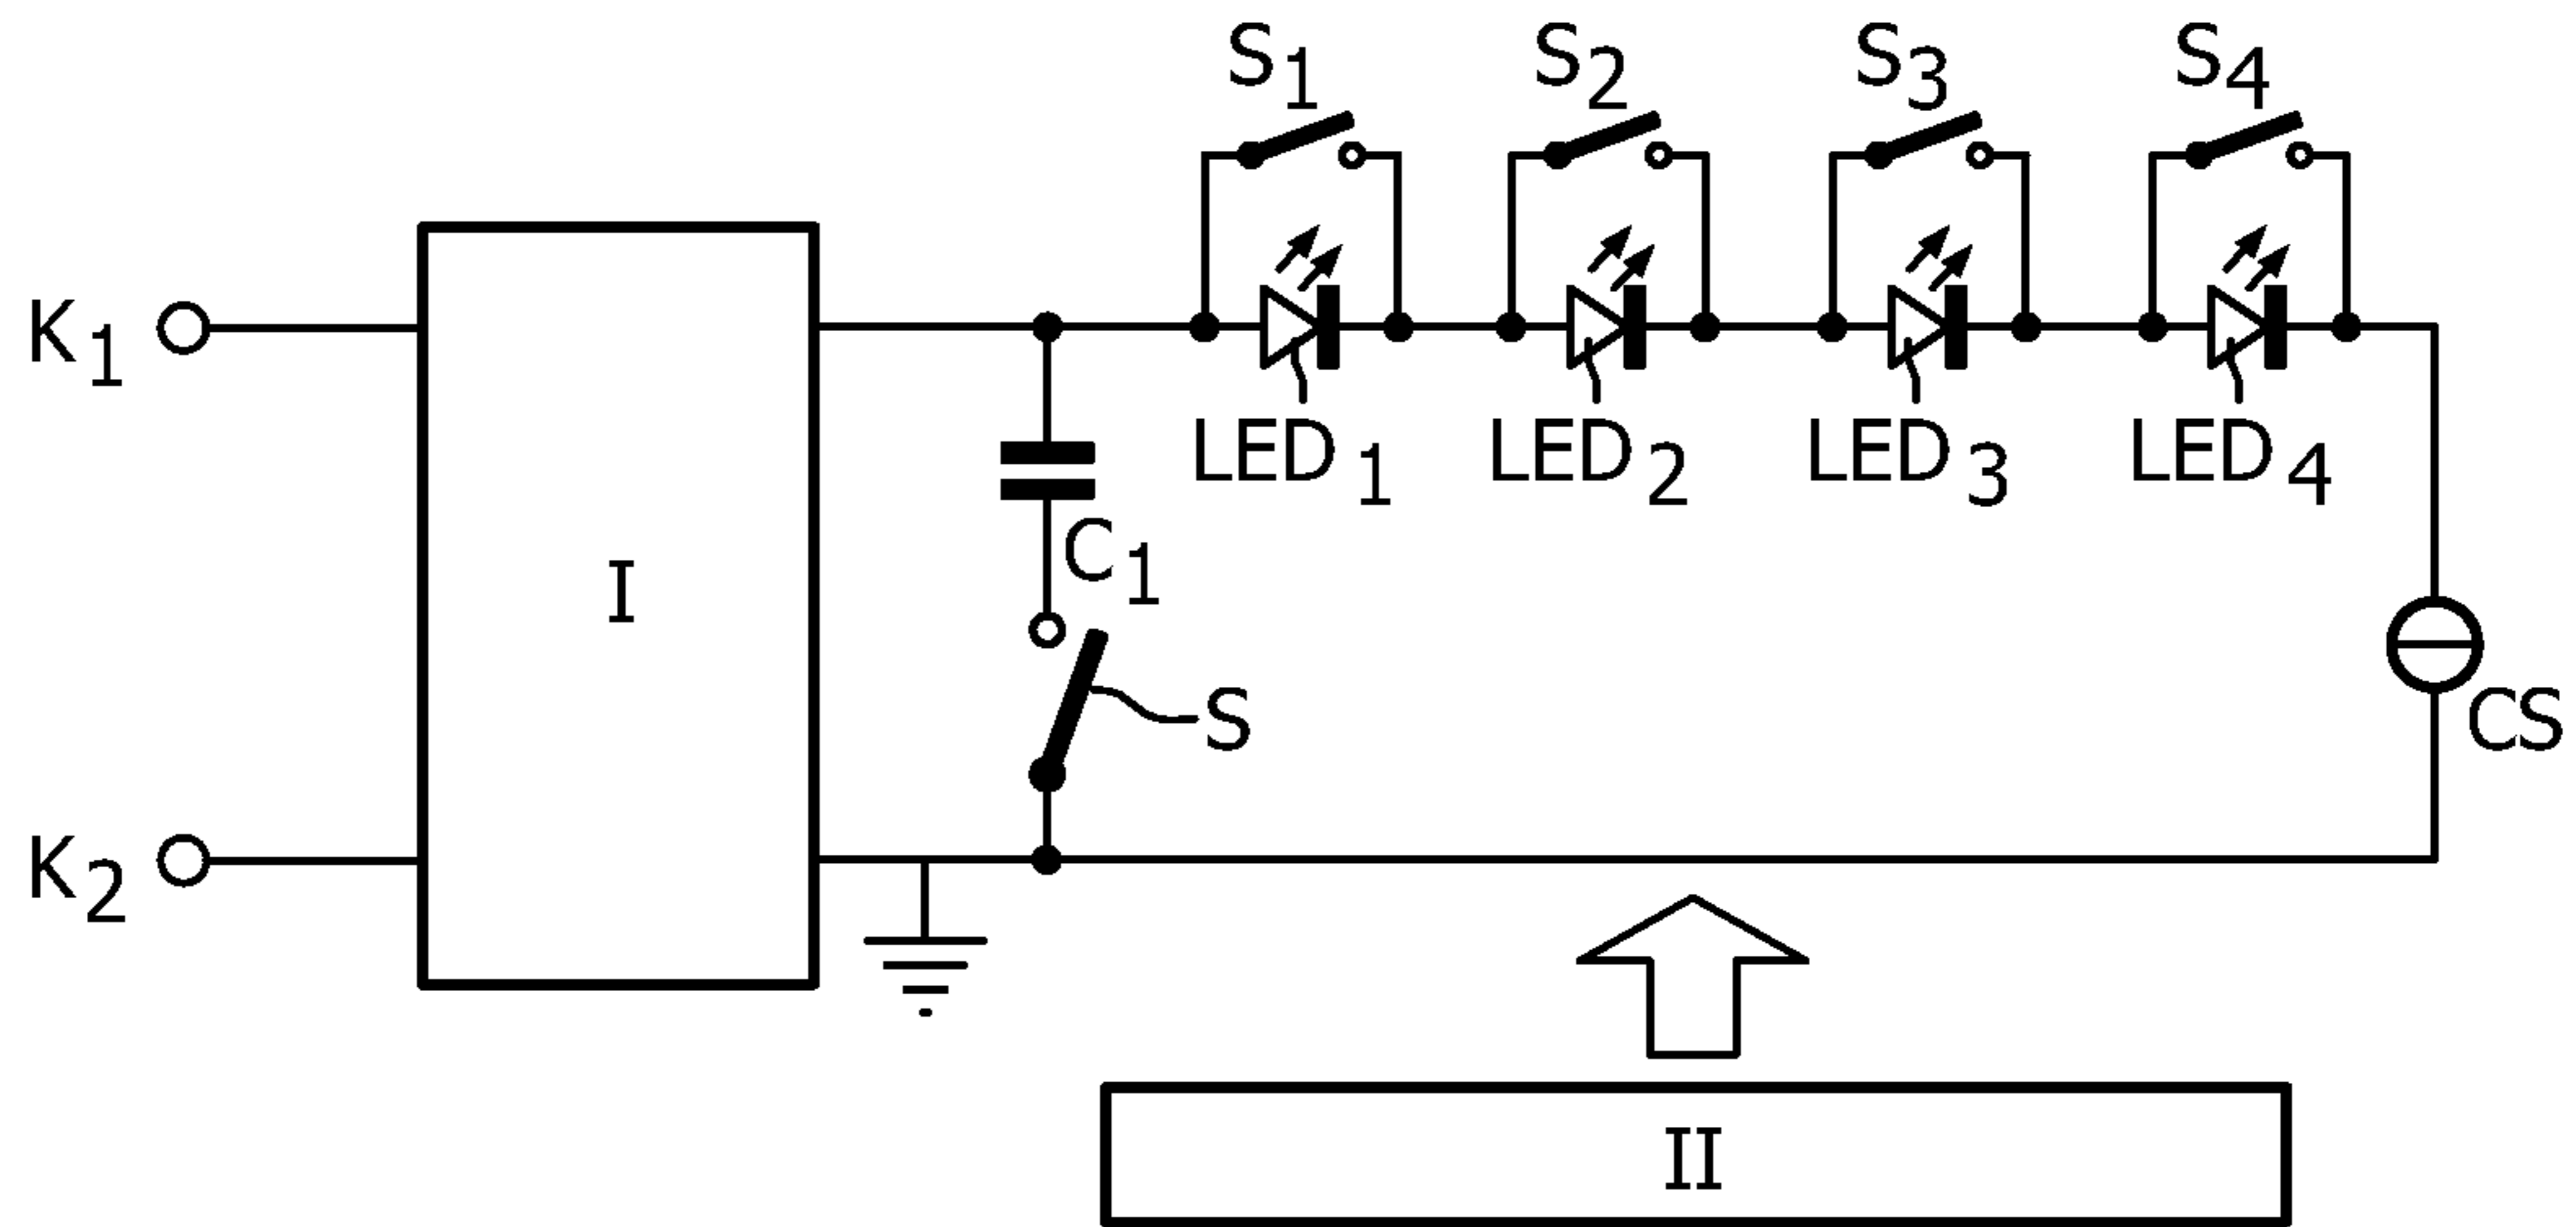 S1 S2 S3 S4
K1
I
LED1 LED2 LED3 LED4
C1
S
CS
K2
II